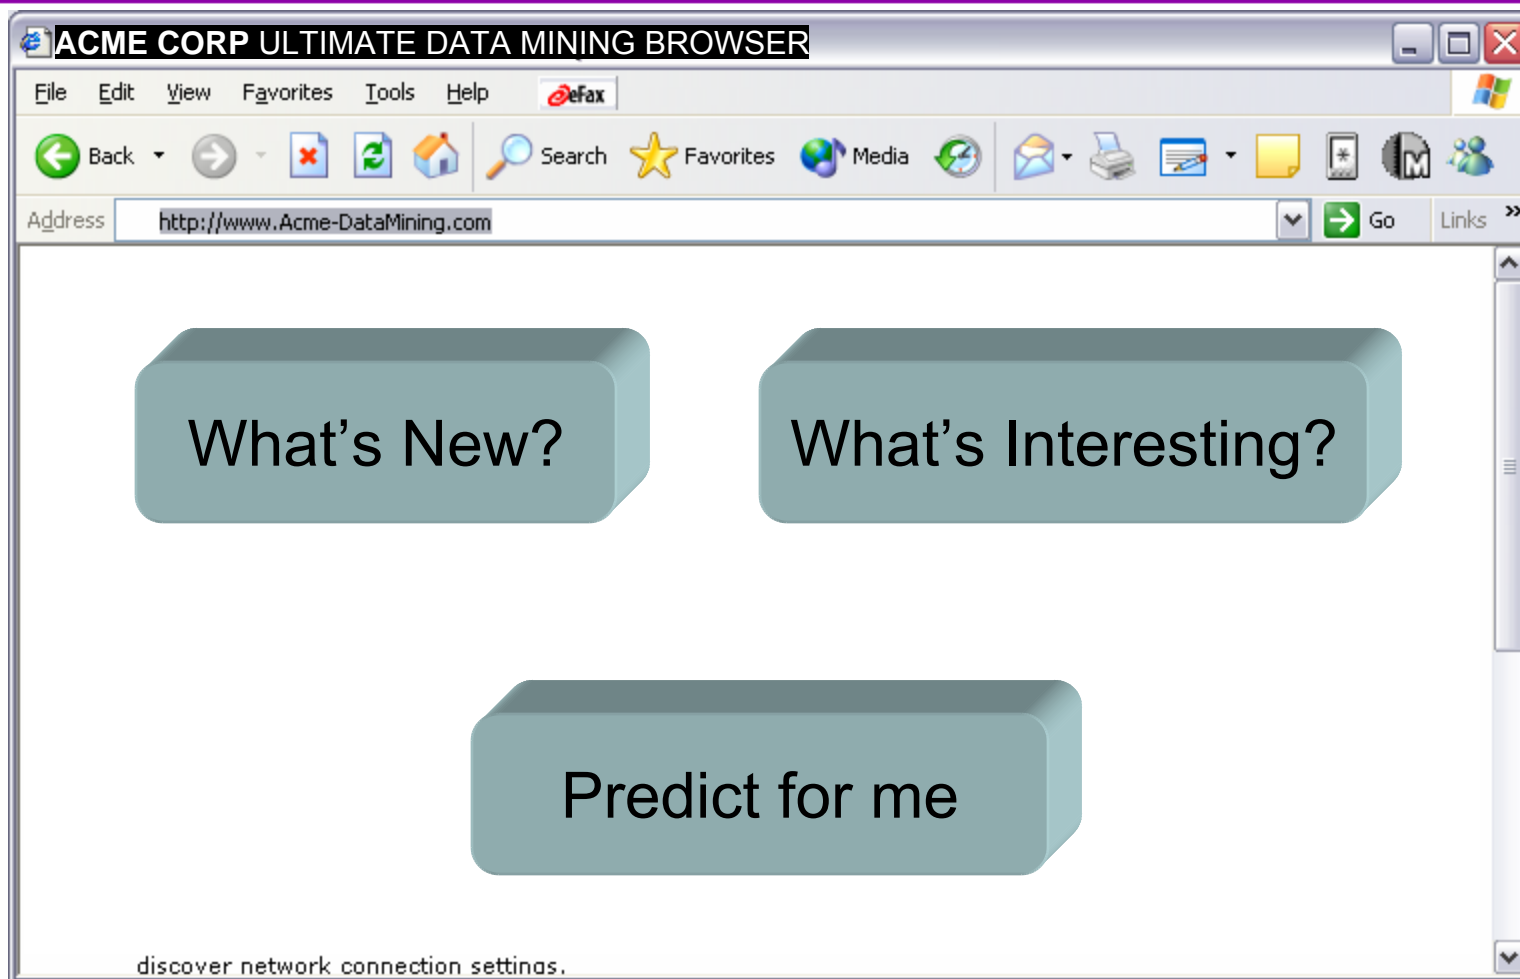 ACME CORP ULTIMATE DATA MINING BROWSER
File Edit View Favorites Tools Help eFax
Back Search Favorites Media
Address http://www.Acme-DataMining.com Go Links »
What’s New? What’s Interesting?
Predict for me
discover network connection settings.